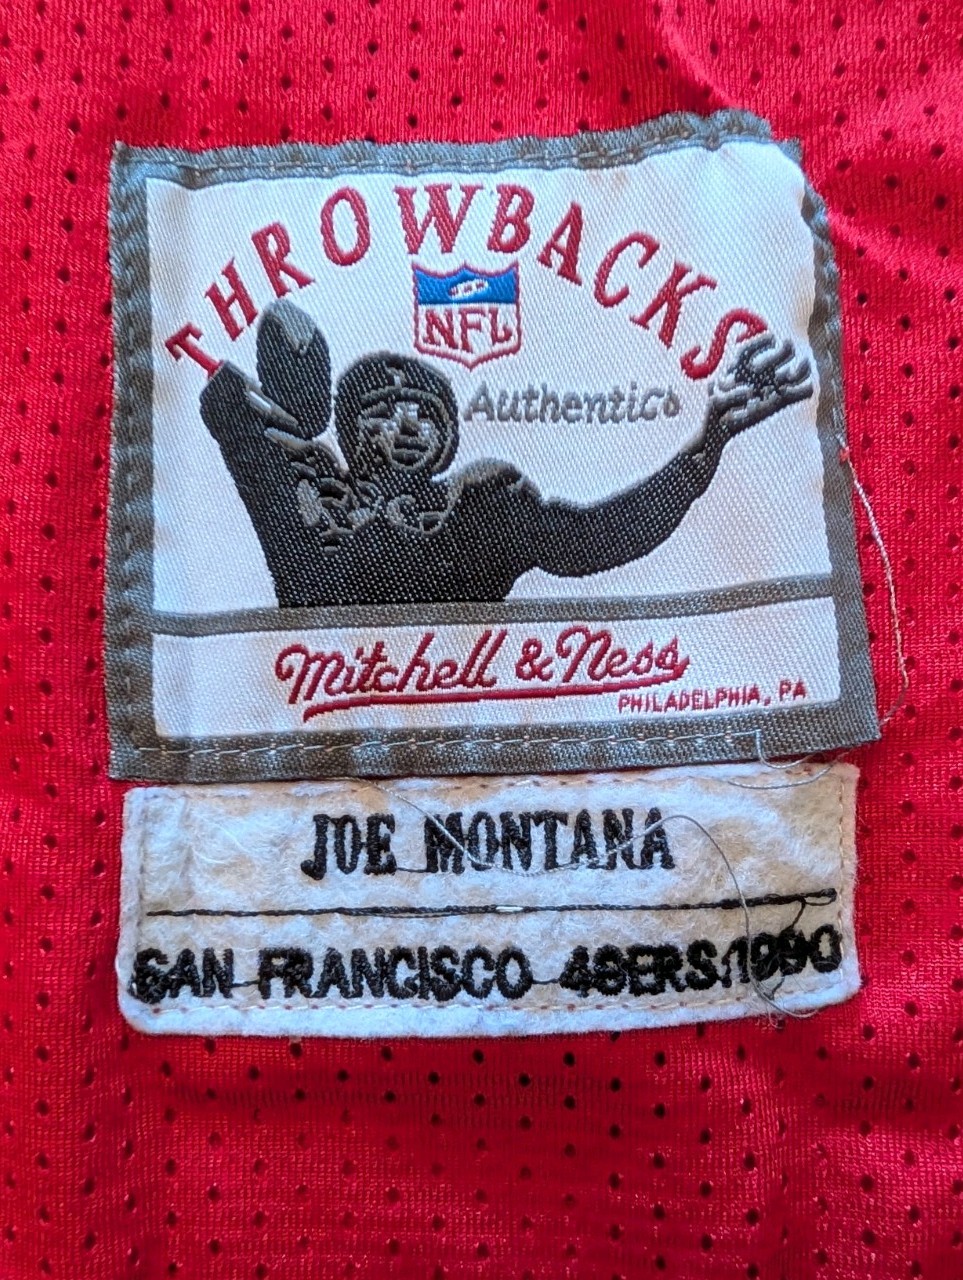 THROWBACKS
NFL
Authentics
Mitchell & Ness
PHILADELPHIA, PA
JOE MONTANA
SAN FRANCISCO 49ERS.1990